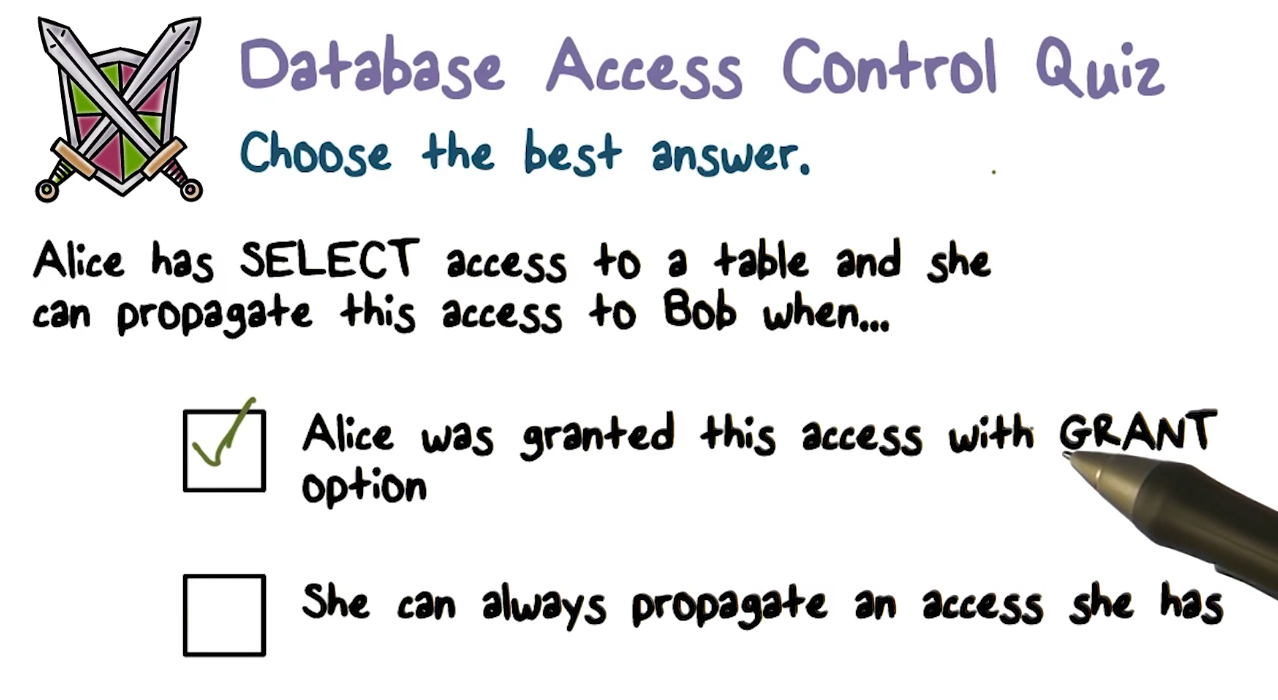 Database Access Control Quiz
Choose the best answer.
Alice has SELECT access to a table and she
can propagate this access to Bob when...
Alice was granted this access with GRANT
option
She can always propagate an access she has